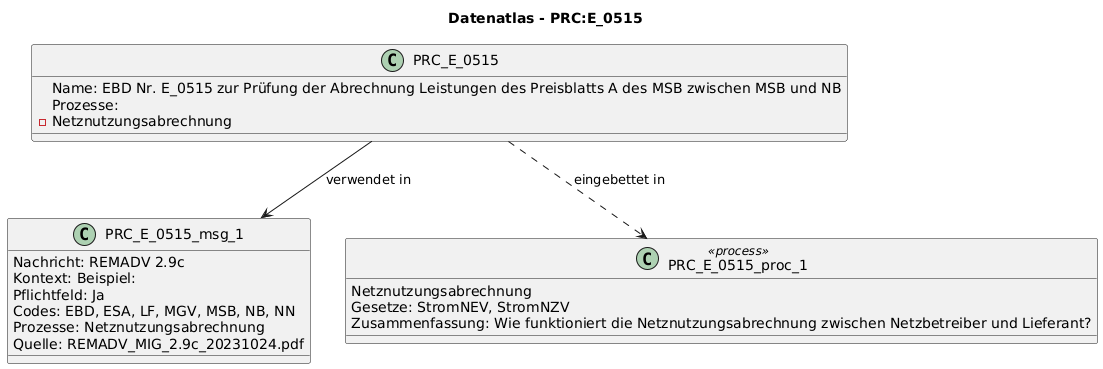 Datenatlas - PRC:E_0515
C PRC_E_0515
Name: EBD Nr. E_0515 zur Prüfung der Abrechnung Leistungen des Preisblatts A des MSB zwischen MSB und NB
Prozesse:
Netznutzungsabrechnung
verwendet in
eingebettet in
C PRC_E_0515_msg_1
Nachricht: REMADV 2.9c
Kontext: Beispiel:
Pflichtfeld: Ja
Codes: EBD, ESA, LF, MGV, MSB, NB, NN
Prozesse: Netznutzungsabrechnung
Quelle: REMADV_MIG_2.9c_20231024.pdf
«process»
C PRC_E_0515_proc_1
Netznutzungsabrechnung
Gesetze: StromNEV, StromNZV
Zusammenfassung: Wie funktioniert die Netznutzungsabrechnung zwischen Netzbetreiber und Lieferant?